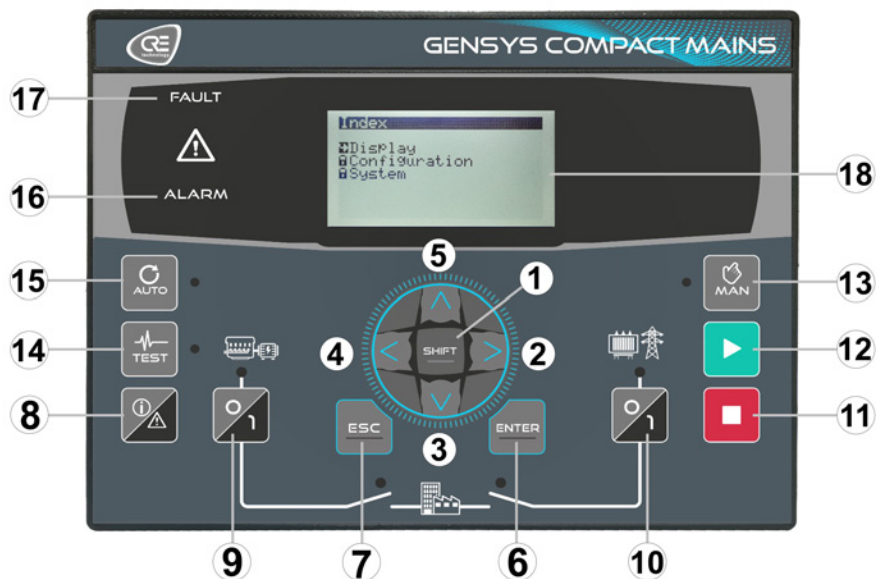 CRE technology
GENSYS COMPACT MAINS
17
FAULT
16
ALARM
Index
Display
Configuration
System
18
15
AUTO
5
1
13
MAN
14
TEST
4
SHIFT
2
12
8
ESC
3
ENTER
11
9
7
6
10